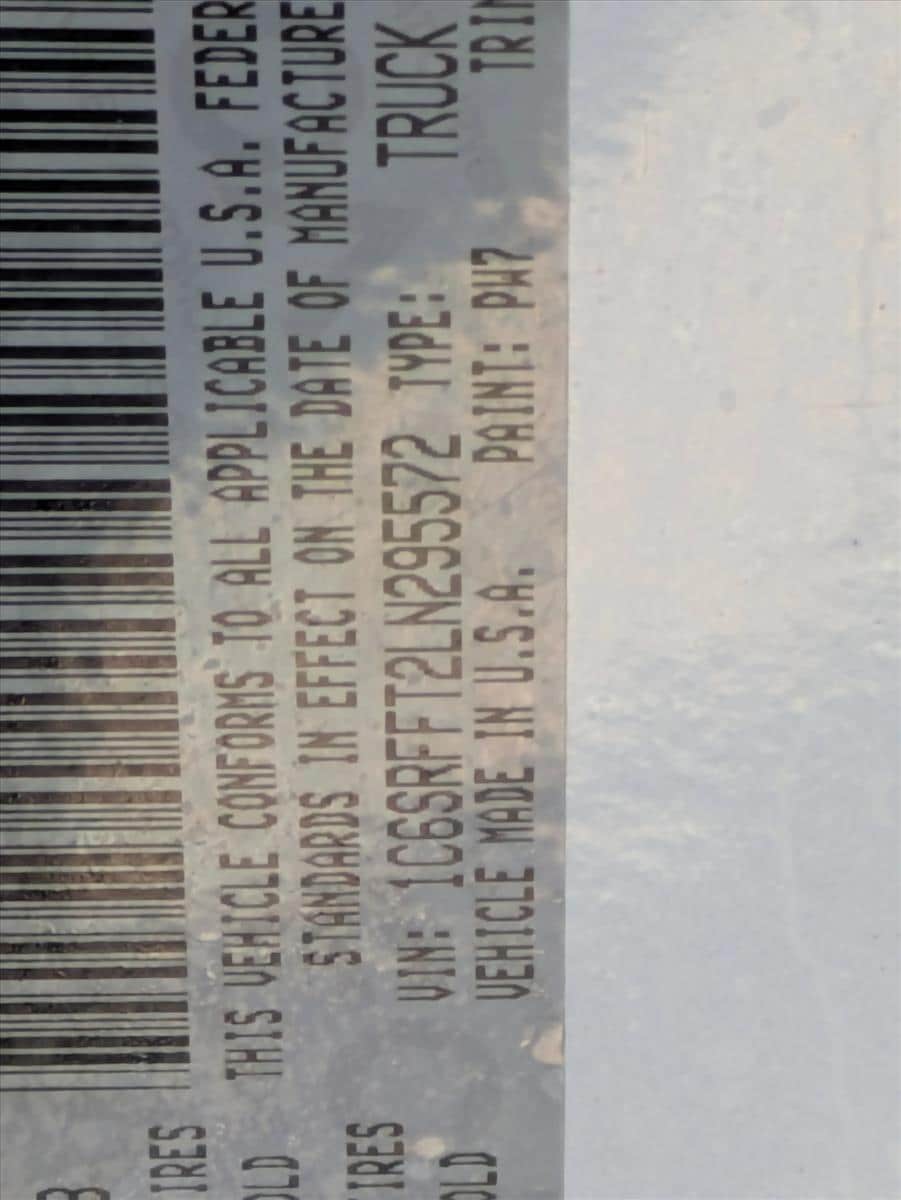 THIS VEHICLE CONFORMS TO ALL APPLICABLE U.S.A. FEDER
STANDARDS IN EFFECT ON THE DATE OF MANUFACTURE
VIN: 1C6SRFFT2LN295572 TYPE: TRUCK
VEHICLE MADE IN U.S.A. PAINT: PW7 TRI
IRES
OLD
IRES
OLD